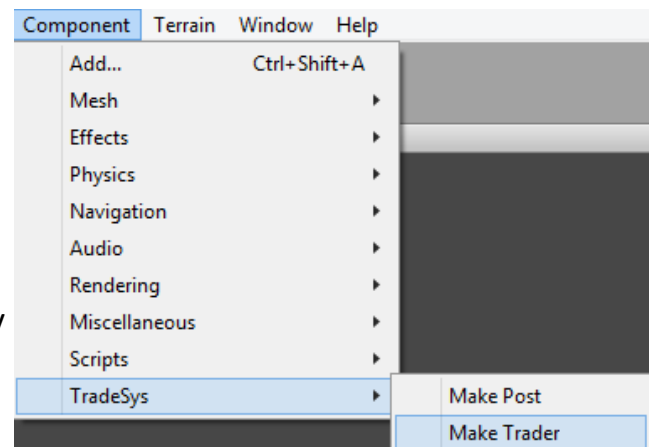 Component Terrain Window Help
Add... Ctrl+Shift+A
Mesh
Effects
Physics
Navigation
Audio
Rendering
Miscellaneous
Scripts
TradeSys
Make Post
Make Trader